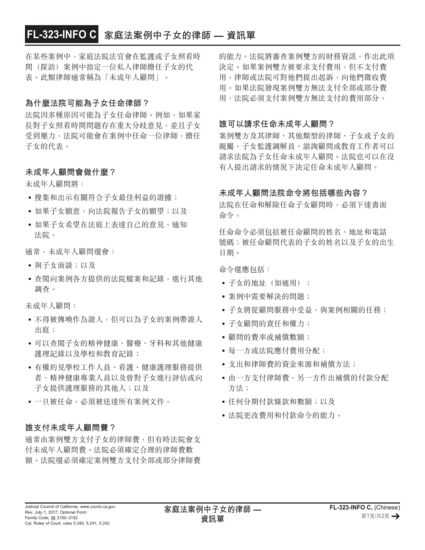 FL-323-INFO C 家庭法案例中子女的律師 — 資訊單
在某些案例中，家庭法院法官會在監護或子女照看時
間（探訪）案例中指定一位私人律師擔任子女的代
表。此類律師通常稱為「未成年人顧問」。
為什麼法院可能為子女任命律師？
法院因多種原因可能為子女任命律師。例如，如果家
長對子女照看時間問題存在重大分歧意見，並且子女
受到壓力，法院可能會在案例中任命一位律師，擔任
子女的代表。
未成年人顧問會做什麼？
未成年人顧問將：
• 搜集和出示有關符合子女最佳利益的證據；
• 如果子女願意，向法院報告子女的願望；以及
• 如果子女希望在法庭上表達自己的意見，通知
法院。
通常，未成年人顧問還會：
• 與子女面談；以及
• 查閱向案例各方提供的法院檔案和記錄，進行其他
調查。
未成年人顧問：
• 不得被傳喚作為證人，但可以為子女的案例帶證人
出庭；
• 可以查閱子女的精神健康、醫療、牙科和其他健康
護理記錄以及學校和教育記錄；
• 有權約見學校工作人員、看護、健康護理服務提供
者、精神健康專業人員以及曾對子女進行評估或向
子女提供護理服務的其他人；以及
• 一旦被任命，必須被送達所有案例文件。
誰支付未成年人顧問費？
通常由案例雙方支付子女的律師費，但有時法院會支
付未成年人顧問費。法院必須確定合理的律師費數
額。法院還必須確定案例雙方支付全部或部分律師費
的能力。法院將審查案例雙方的財務資訊，作出此項
決定。如果案例雙方被要求支付費用，但不支付費
用，律師或法院可對他們提出起訴，向他們徵收費
用。如果法院發現案例雙方無法支付全部或部分費
用，法院必須支付案例雙方無法支付的費用部分。
誰可以請求任命未成年人顧問？
案例雙方及其律師、其他類型的律師、子女或子女的
親屬、子女監護調解員、諮詢顧問或教育工作者可以
請求法院為子女任命未成年人顧問。法院也可以在沒
有人提出請求的情況下決定任命未成年人顧問。
未成年人顧問法院命令將包括哪些內容？
法院在任命和解除任命子女顧問時，必須下達書面
命令。
任命命令必須包括被任命顧問的姓名、地址和電話
號碼；被任命顧問代表的子女的姓名以及子女的出生
日期。
命令還應包括：
• 子女的地址（如適用）；
• 案例中需要解決的問題；
• 子女將從顧問服務中受益、與案例相關的任務；
• 子女顧問的責任和權力；
• 顧問的費率或補償數額；
• 每一方或法院應付費用分配；
• 支出和律師費的資金來源和補償方法；
• 由一方支付律師費、另一方作出補償的付款分配
方法；
• 任何分期付款條款和數額；以及
• 法院更改費用和付款命令的能力。
Judicial Council of California, www.courts.ca.gov
Rev. July 1, 2017, Optional Form
Family Code, §§ 3150–3152
Cal. Rules of Court, rules 5.240, 5.241, 5.242
家庭法案例中子女的律師 —
資訊單
FL-323-INFO C, (Chinese)
第1頁/共2頁